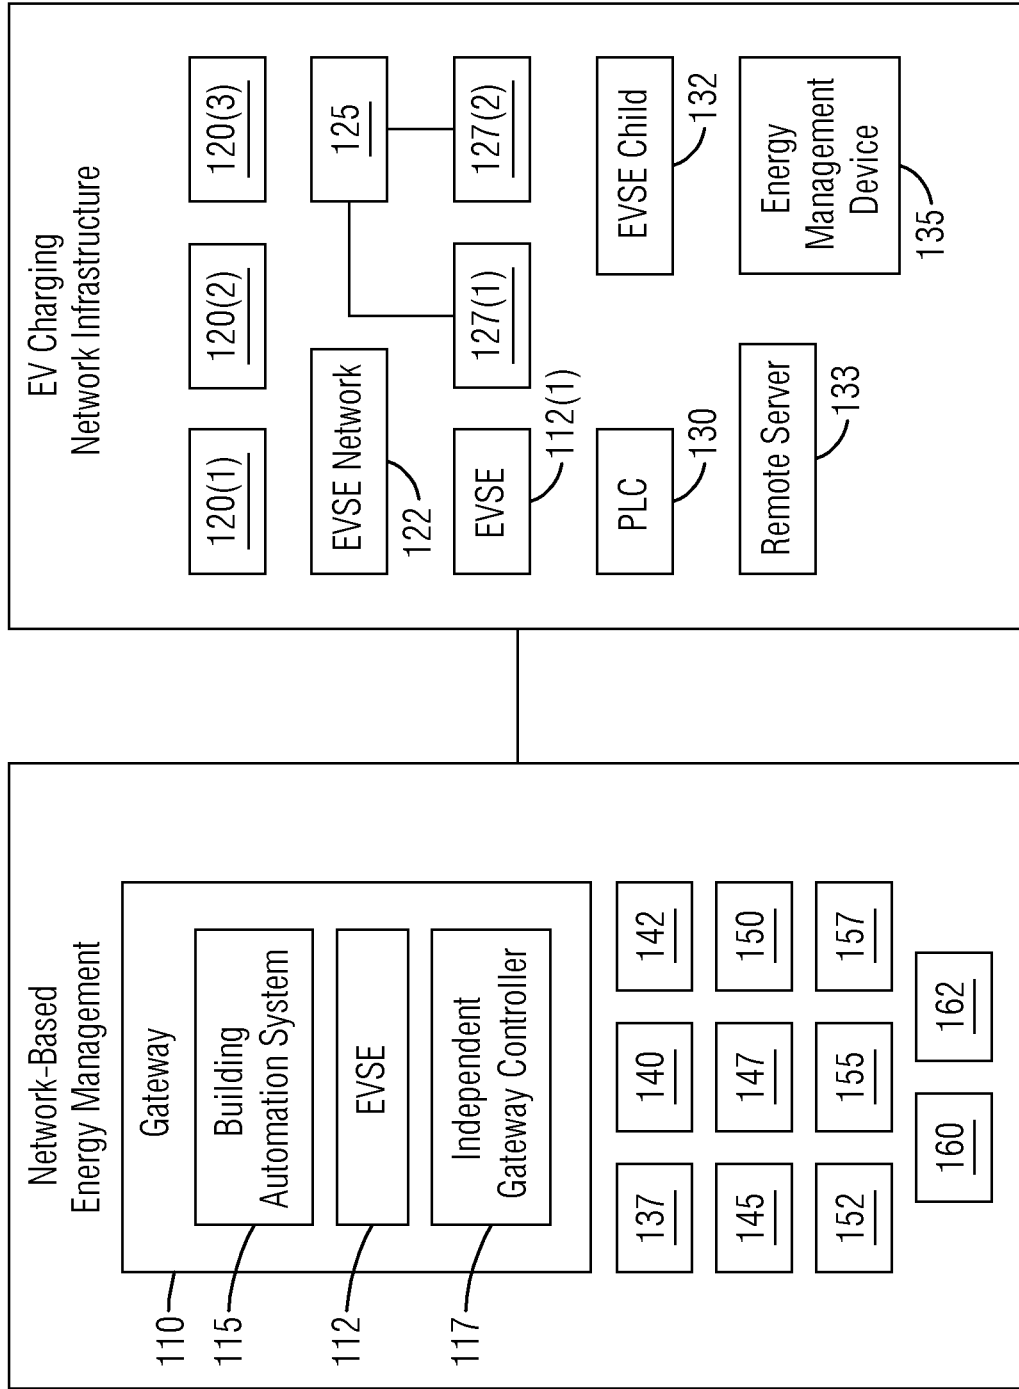 Network-Based
Energy Management
Gateway
110
Building
Automation System
115
EVSE
112
Independent
Gateway Controller
117
137
140
142
145
147
150
152
155
157
160
162
EV Charging
Network Infrastructure
120(1)
120(2)
120(3)
EVSE Network
122
125
EVSE
112(1)
127(1)
127(2)
PLC
130
EVSE Child
132
Remote Server
133
Energy
Management
Device
135